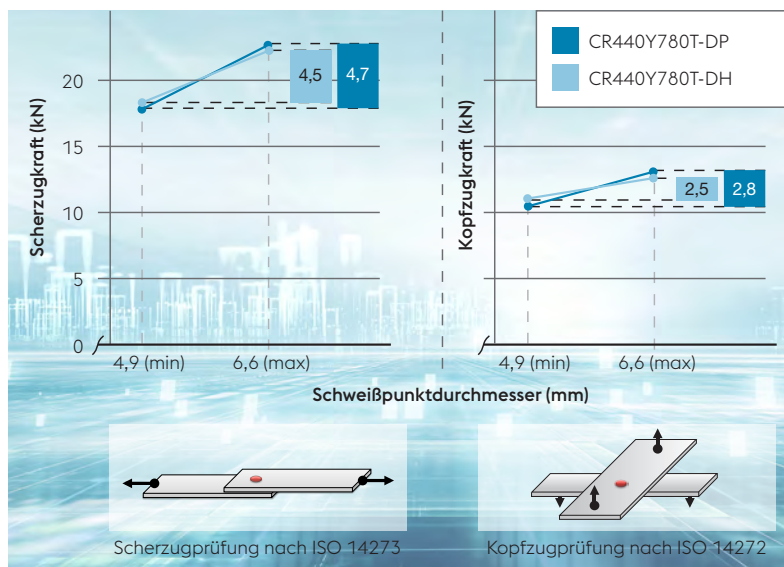 CR440Y780T-DP
CR440Y780T-DH
Scherzugkraft (kN)
20
15
10
5
0
4,5
4,7
4,9 (min)
6,6 (max)
Kopfzugkraft (kN)
2,5
2,8
4,9 (min)
6,6 (max)
Schweißpunktdurchmesser (mm)
Scherzugprüfung nach ISO 14273
Kopfzugprüfung nach ISO 14272